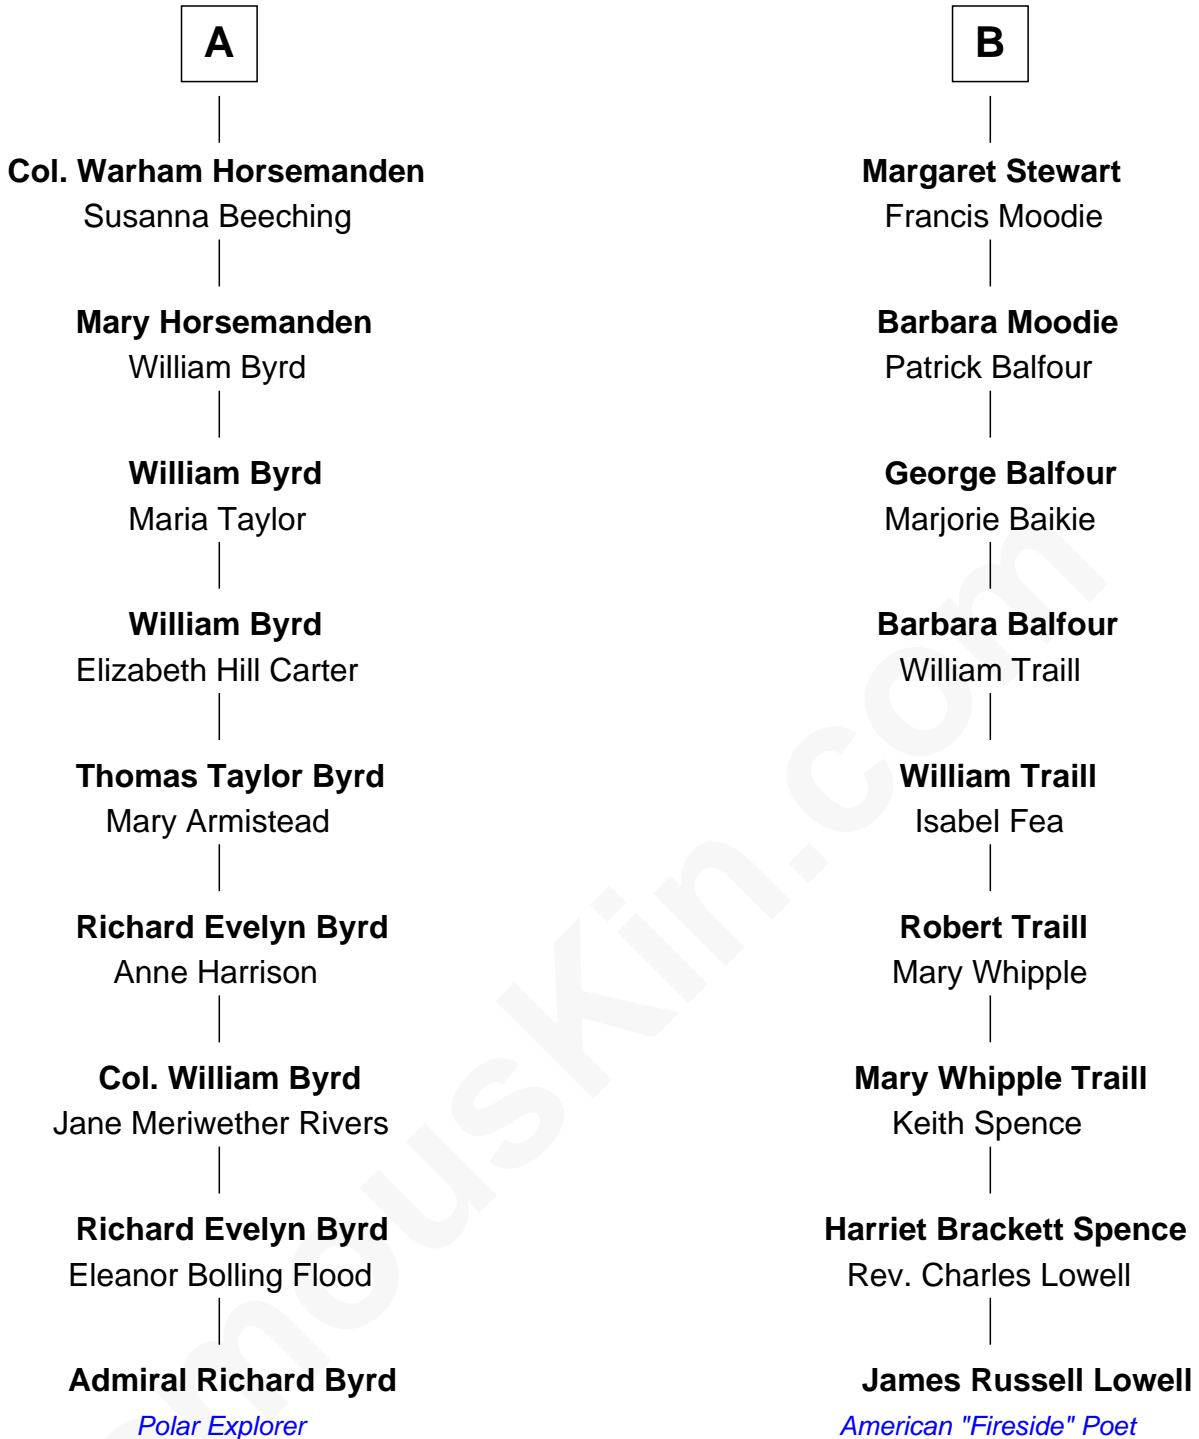 A
Col. Warham Horsemanden
Susanna Beeching
Mary Horsemanden
William Byrd
William Byrd
Maria Taylor
William Byrd
Elizabeth Hill Carter
Thomas Taylor Byrd
Mary Armistead
Richard Evelyn Byrd
Anne Harrison
Col. William Byrd
Jane Meriwether Rivers
Richard Evelyn Byrd
Eleanor Bolling Flood
Admiral Richard Byrd
Polar Explorer
B
Margaret Stewart
Francis Moodie
Barbara Moodie
Patrick Balfour
George Balfour
Marjorie Baikie
Barbara Balfour
William Traill
William Traill
Isabel Fea
Robert Traill
Mary Whipple
Mary Whipple Traill
Keith Spence
Harriet Brackett Spence
Rev. Charles Lowell
James Russell Lowell
American "Fireside" Poet
mousKin.com